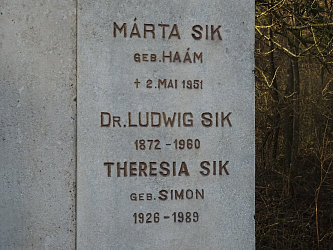 MÁRTA SIK
GEB. HAÁM
+ 2. MAI 1951
DR. LUDWIG SIK
1872 - 1960
THERESIA SIK
GEB. SIMON
1926 - 1989